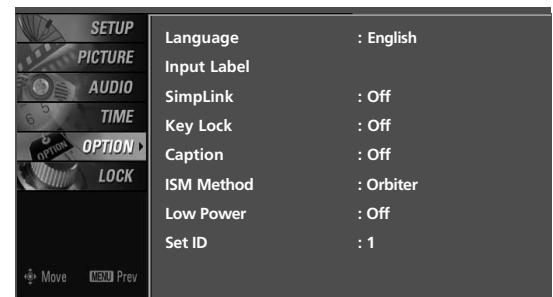 SETUP
PICTURE
AUDIO
TIME
OPTION
LOCK
Move MENU Prev
Language : English
Input Label
SimpLink : Off
Key Lock : Off
Caption : Off
ISM Method : Orbiter
Low Power : Off
Set ID : 1